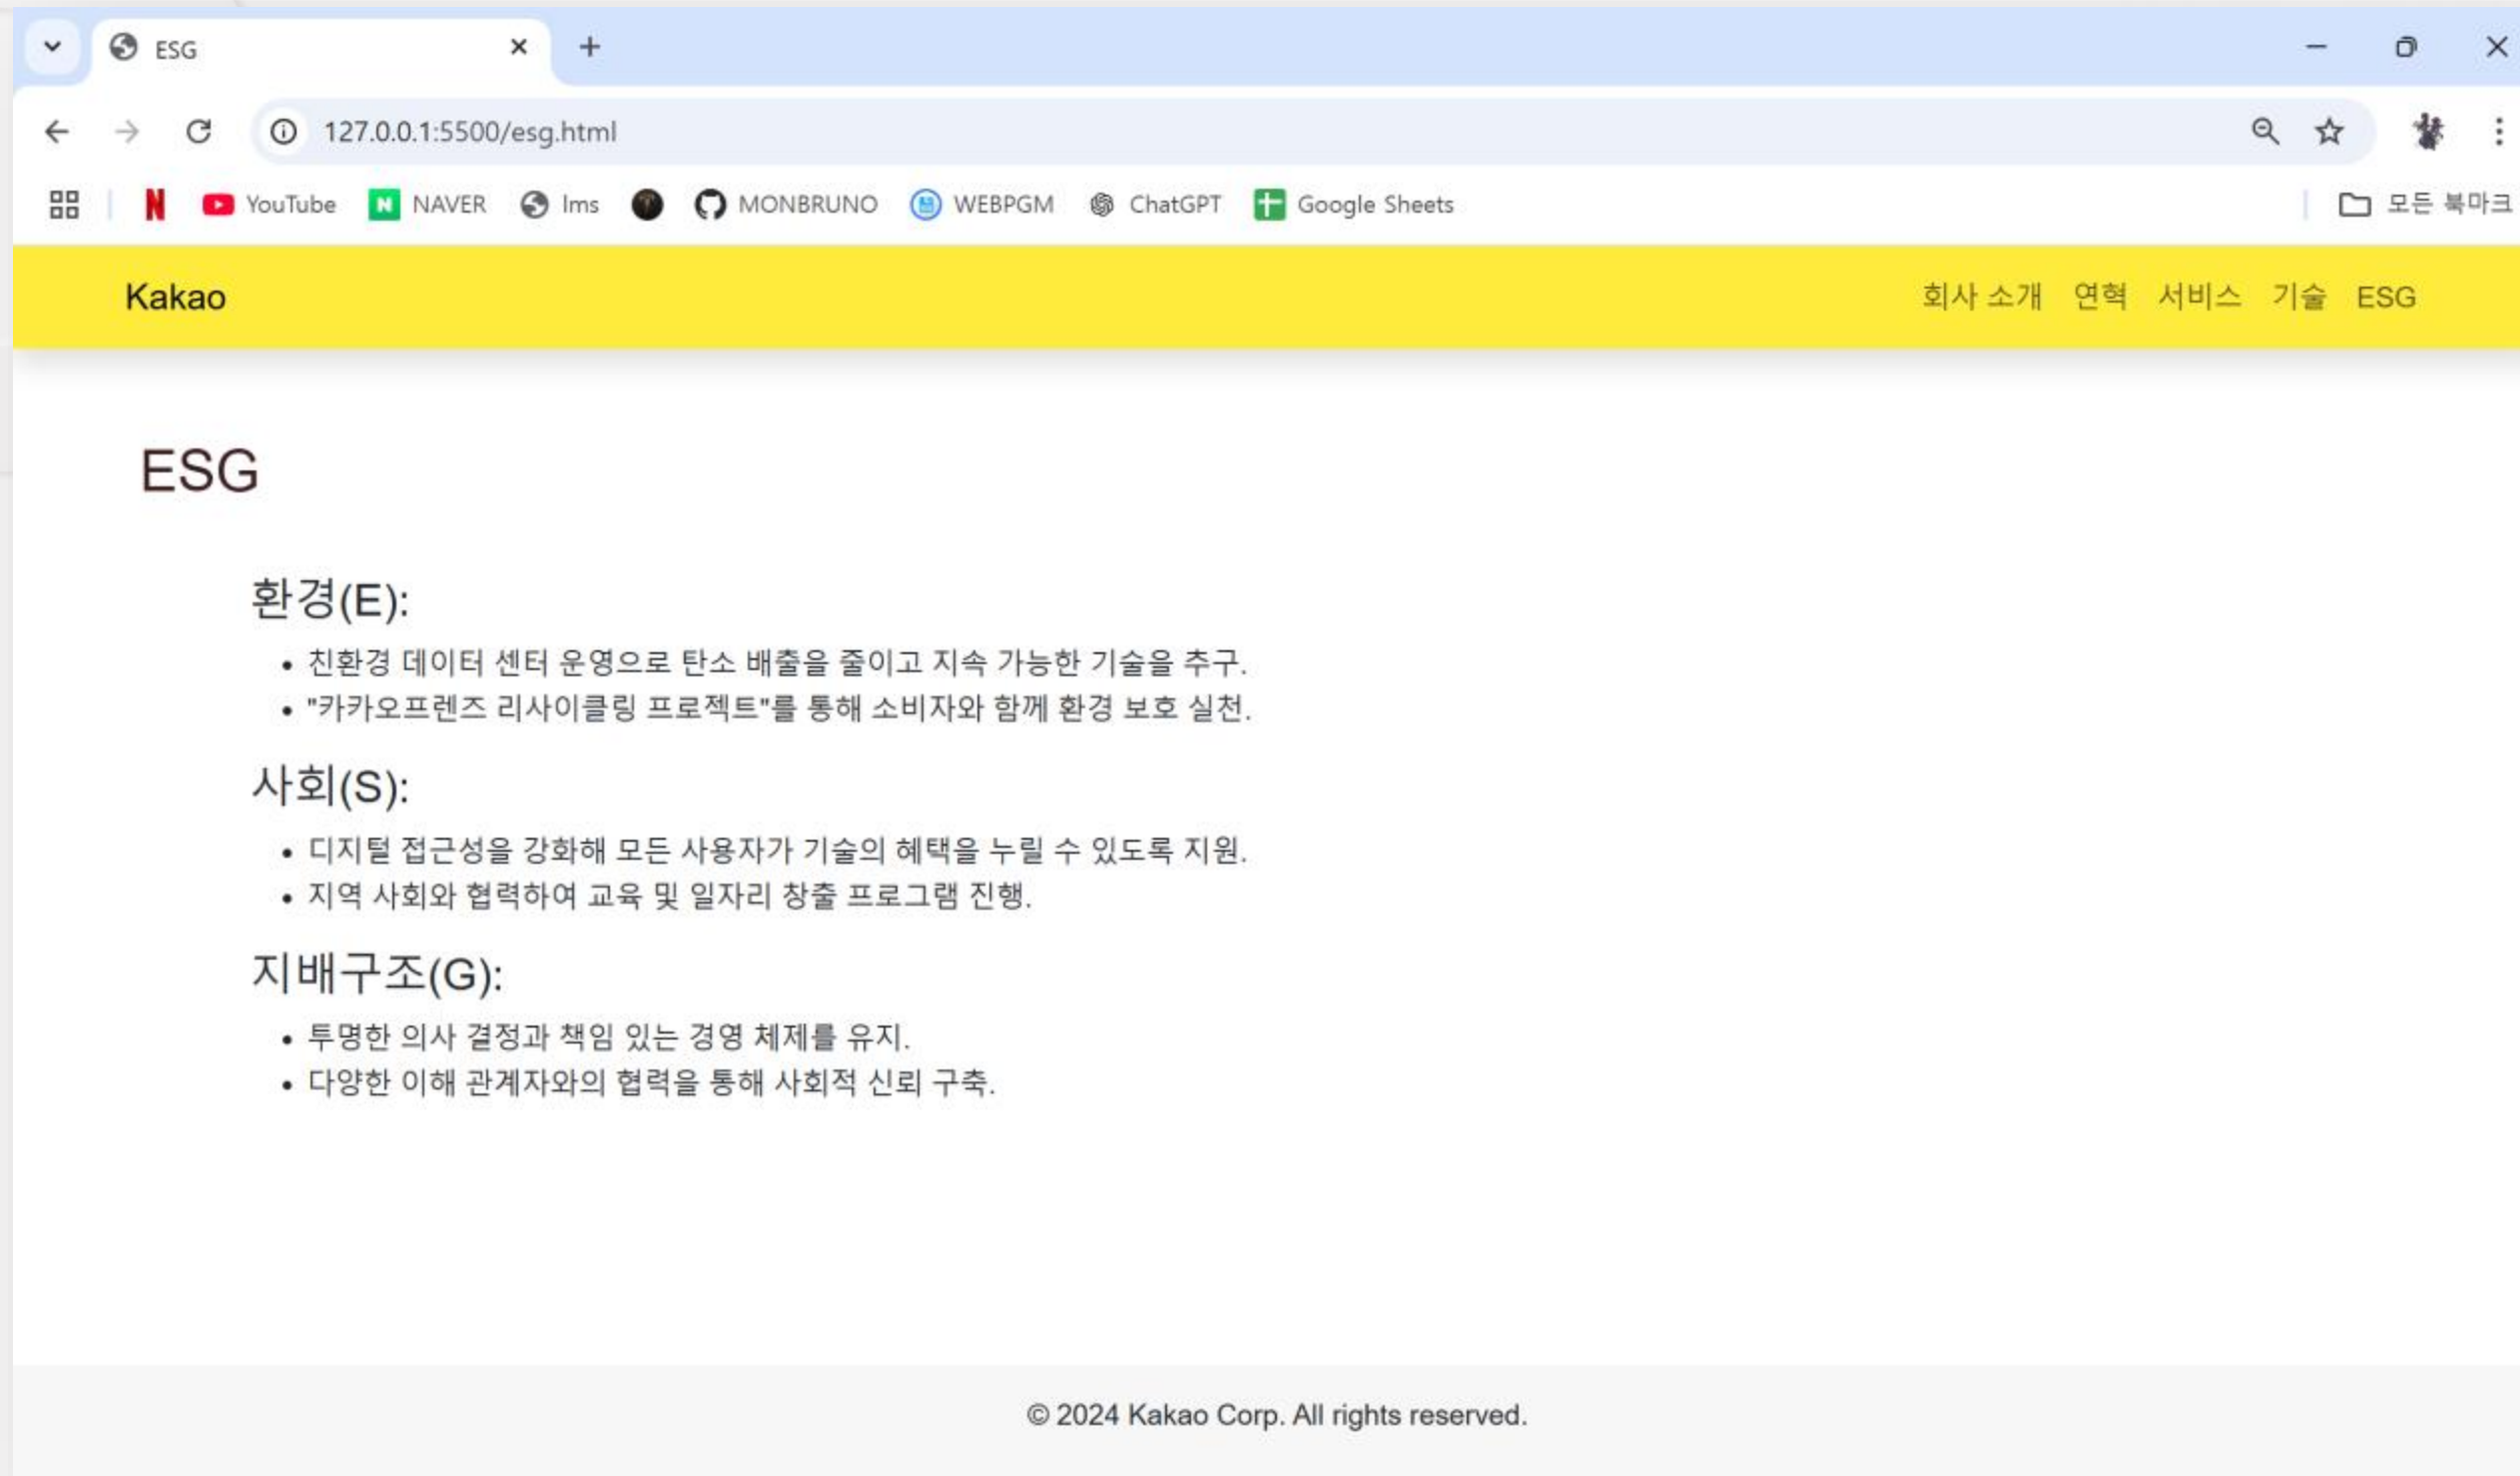 ESG
127.0.0.1:5500/esg.html
YouTube NAVER lms MONBRUNO WEBPGM ChatGPT Google Sheets 모든 북마크
Kakao 회사 소개 연혁 서비스 기술 ESG
ESG
환경(E):
• 친환경 데이터 센터 운영으로 탄소 배출을 줄이고 지속 가능한 기술을 추구.
• "카카오프렌즈 리사이클링 프로젝트"를 통해 소비자와 함께 환경 보호 실천.
사회(S):
• 디지털 접근성을 강화해 모든 사용자가 기술의 혜택을 누릴 수 있도록 지원.
• 지역 사회와 협력하여 교육 및 일자리 창출 프로그램 진행.
지배구조(G):
• 투명한 의사 결정과 책임 있는 경영 체제를 유지.
• 다양한 이해 관계자와의 협력을 통해 사회적 신뢰 구축.
© 2024 Kakao Corp. All rights reserved.